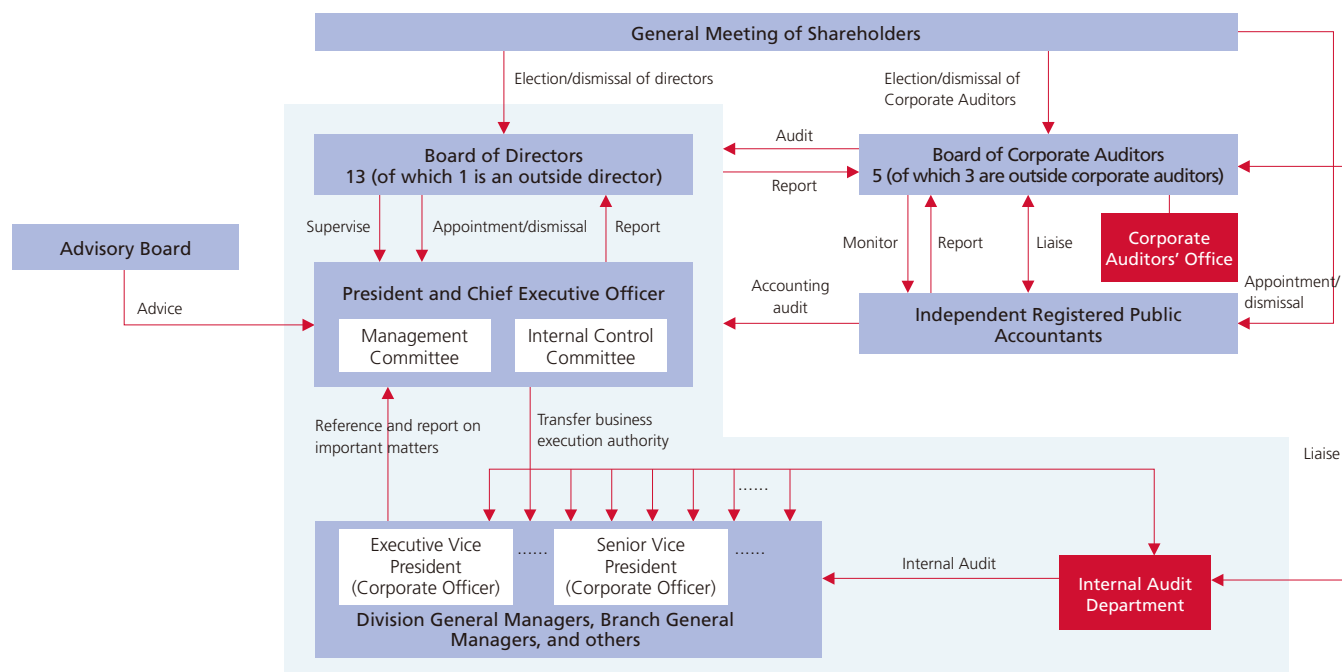 General Meeting of Shareholders
Election/dismissal of directors
Election/dismissal of
Corporate Auditors
Board of Directors
13 (of which 1 is an outside director)
Audit
Report
Board of Corporate Auditors
5 (of which 3 are outside corporate auditors)
Supervise
Appointment/dismissal
Report
Monitor
Report
Liaise
Corporate
Auditors’ Office
Advisory Board
Advice
President and Chief Executive Officer
Management
Committee
Internal Control
Committee
Accounting
audit
Independent Registered Public
Accountants
Appointment/
dismissal
Reference and report on
important matters
Transfer business
execution authority
Liaise
......
Executive Vice
President
(Corporate Officer)
......
Senior Vice
President
(Corporate Officer)
......
Division General Managers, Branch General
Managers, and others
Internal Audit
Internal Audit
Department